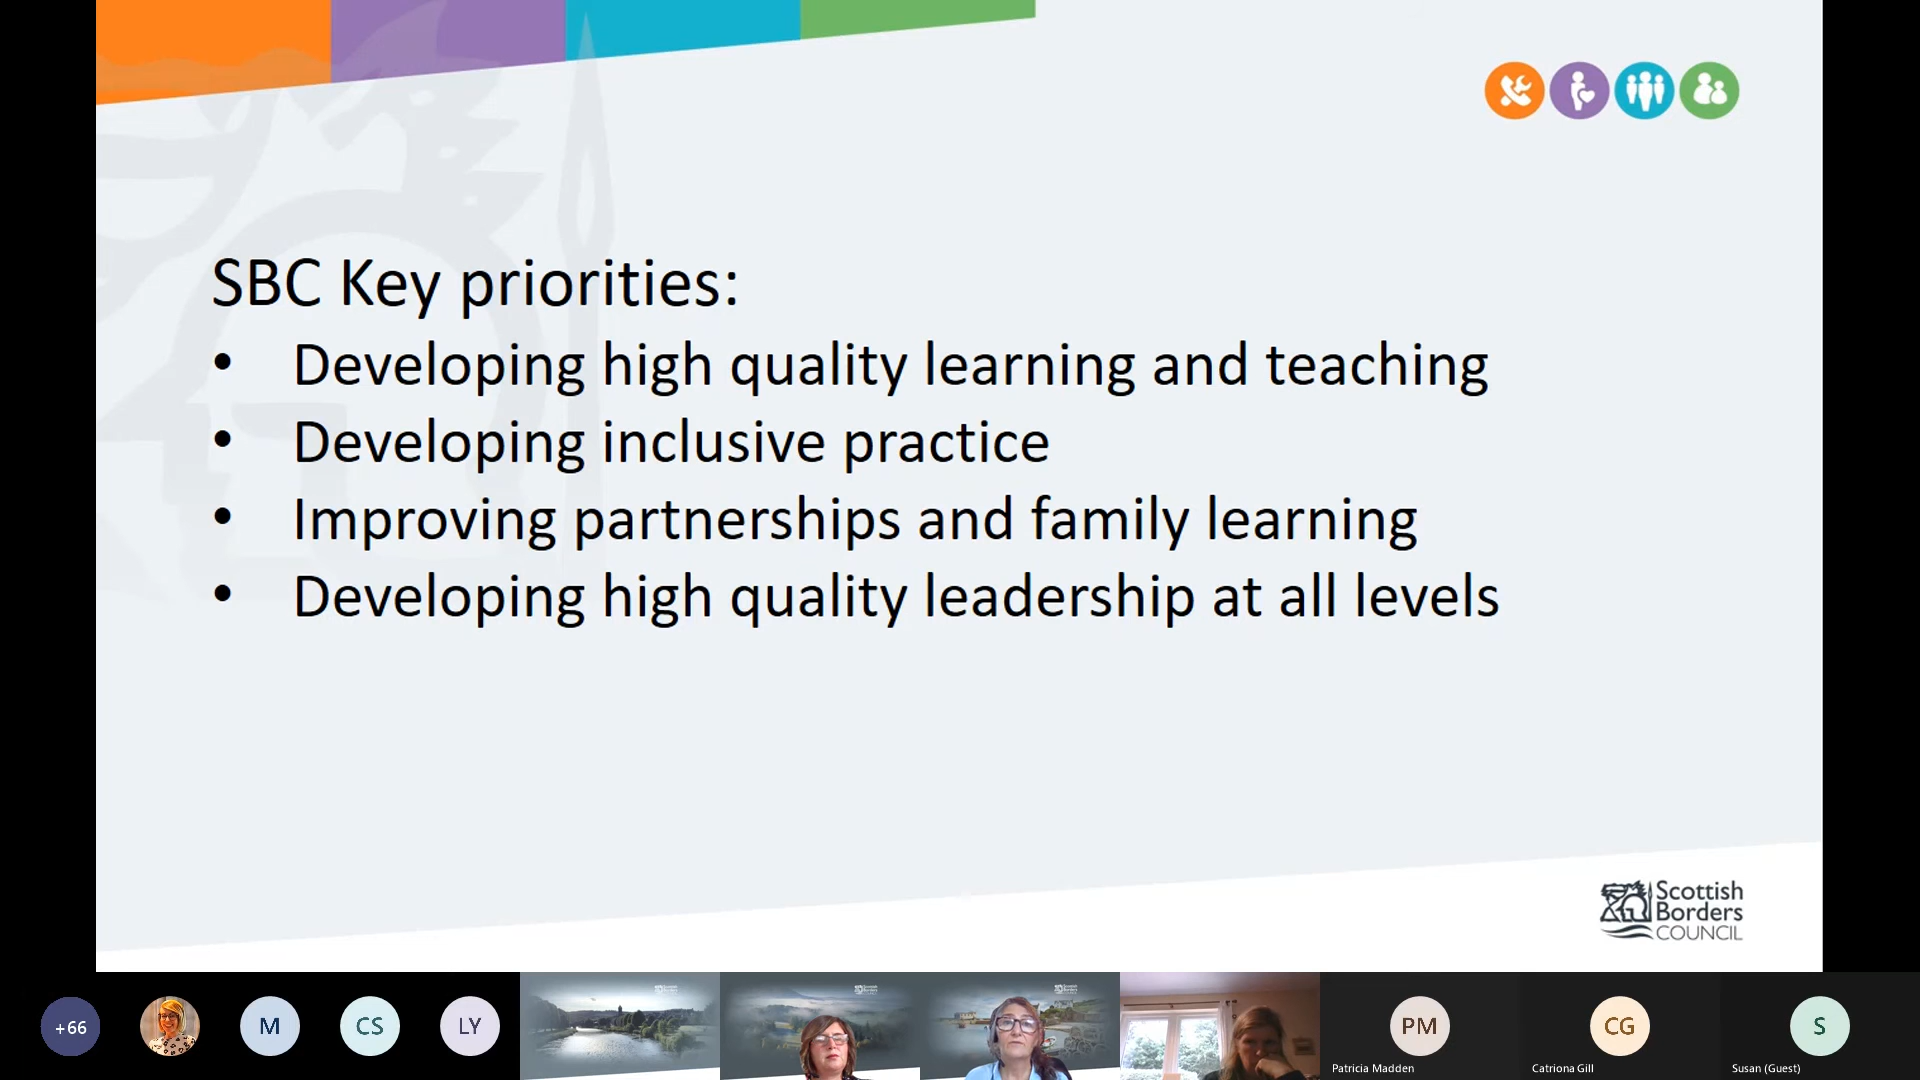 SBC Key priorities:
• Developing high quality learning and teaching
• Developing inclusive practice
• Improving partnerships and family learning
• Developing high quality leadership at all levels
Scottish
Borders
COUNCIL
+66
M
CS
LY
PM
Patricia Madden
CG
Catriona Gill
S
Susan (Guest)